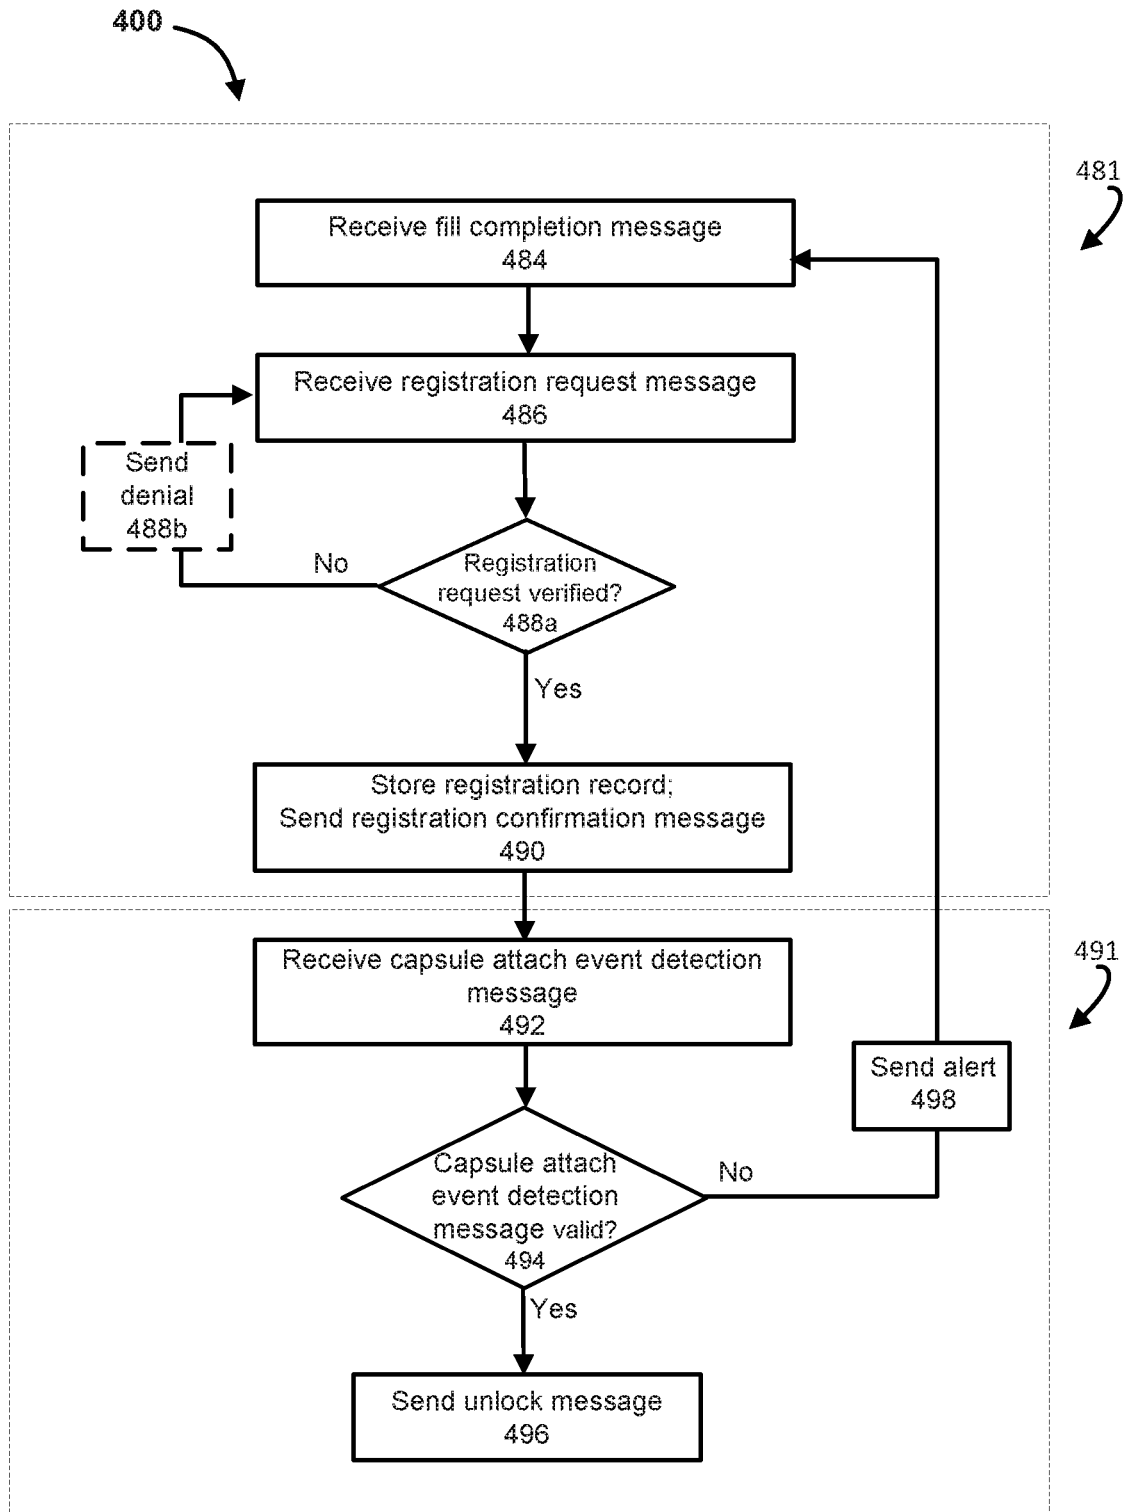 400
481
Receive fill completion message
484
Receive registration request message
486
Send
denial
488b
No
Registration
request verified?
488a
Yes
Store registration record;
Send registration confirmation message
490
Receive capsule attach event detection
message
492
491
Send alert
498
Capsule attach
event detection
message valid?
494
No
Yes
Send unlock message
496